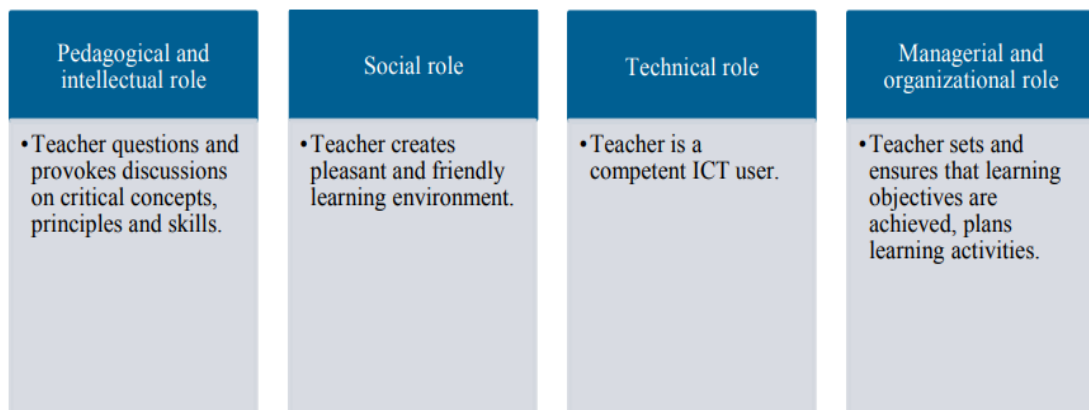 Pedagogical and
intellectual role
• Teacher questions and
provokes discussions
on critical concepts,
principles and skills.
Social role
• Teacher creates
pleasant and friendly
learning environment.
Technical role
• Teacher is a
competent ICT user.
Managerial and
organizational role
• Teacher sets and
ensures that learning
objectives are
achieved, plans
learning activities.